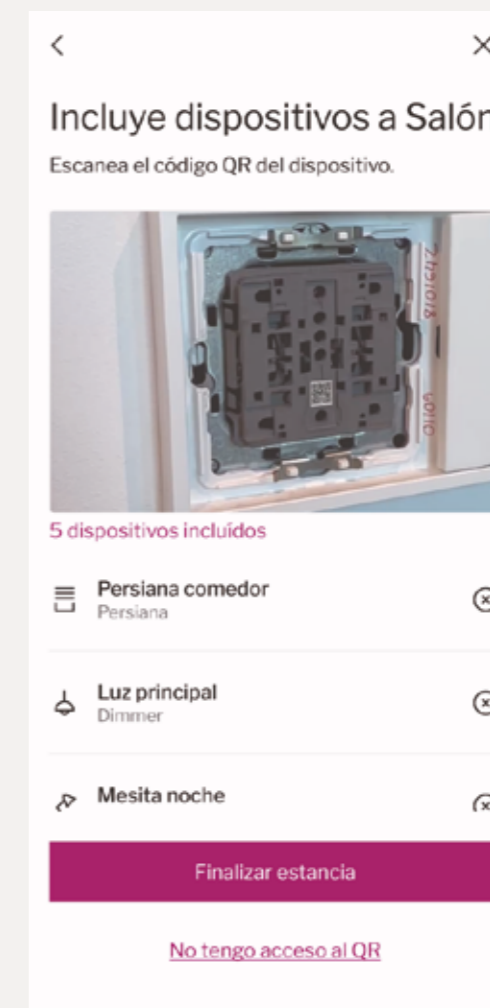 Incluye dispositivos a Salón
Escanea el código QR del dispositivo.
5 dispositivos incluídos
Persiana comedor
Persiana
Luz principal
Dimmer
Mesita noche
Finalizar estancia
No tengo acceso al QR